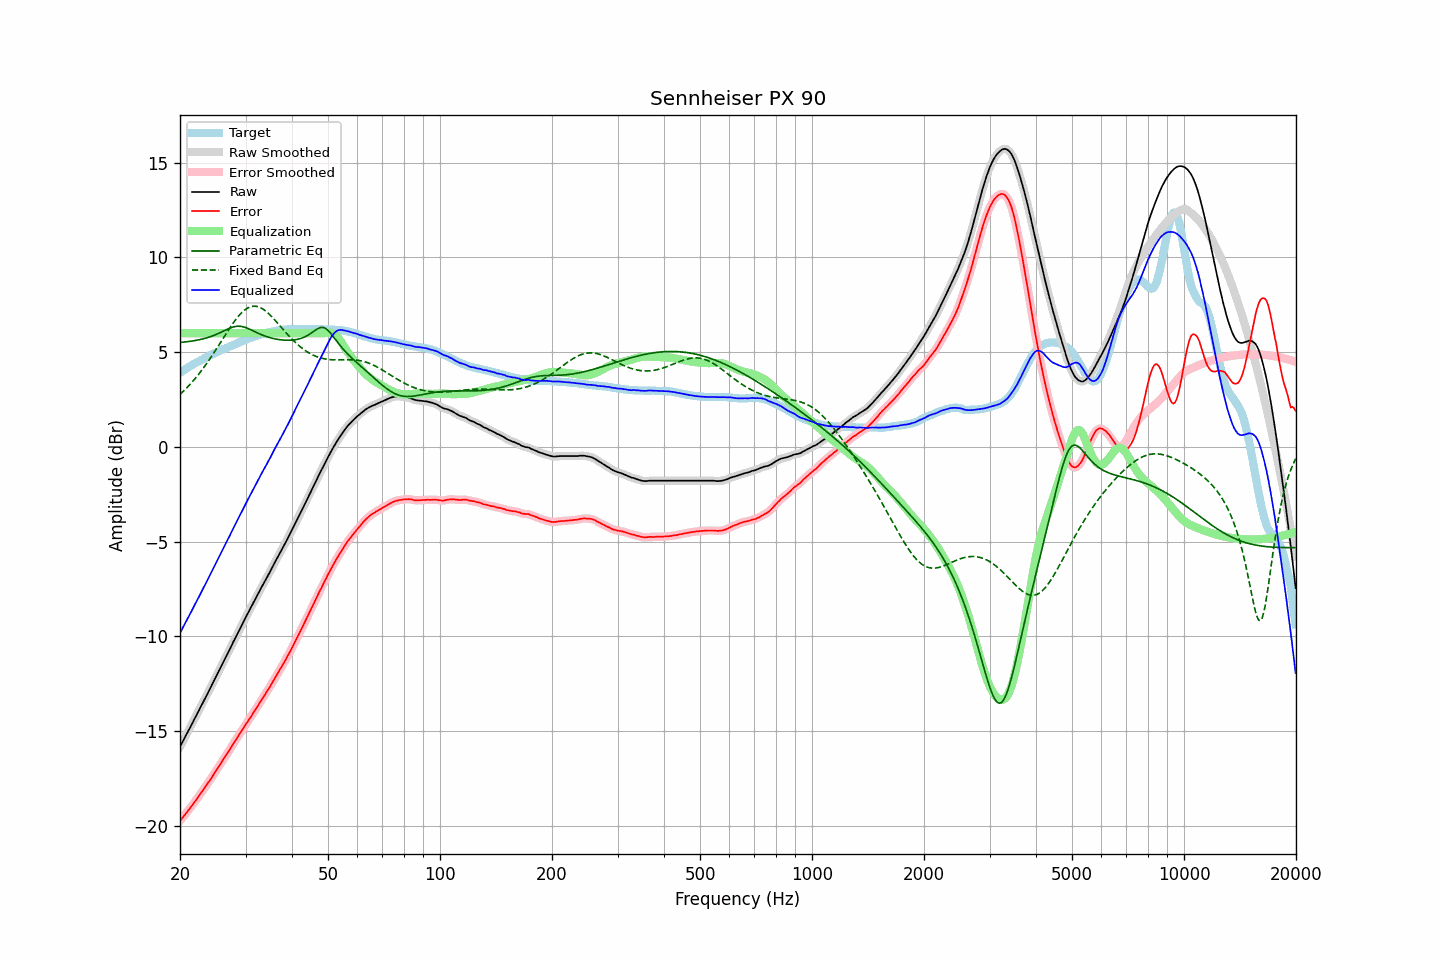 Sennheiser PX 90
Target
Raw Smoothed
Error Smoothed
Raw
Error
Equalization
Parametric Eq
Fixed Band Eq
Equalized
15
10
5
0
−5
−10
−15
−20
Amplitude (dBr)
20 50 100 200 500 1000 2000 5000 10000 20000
Frequency (Hz)